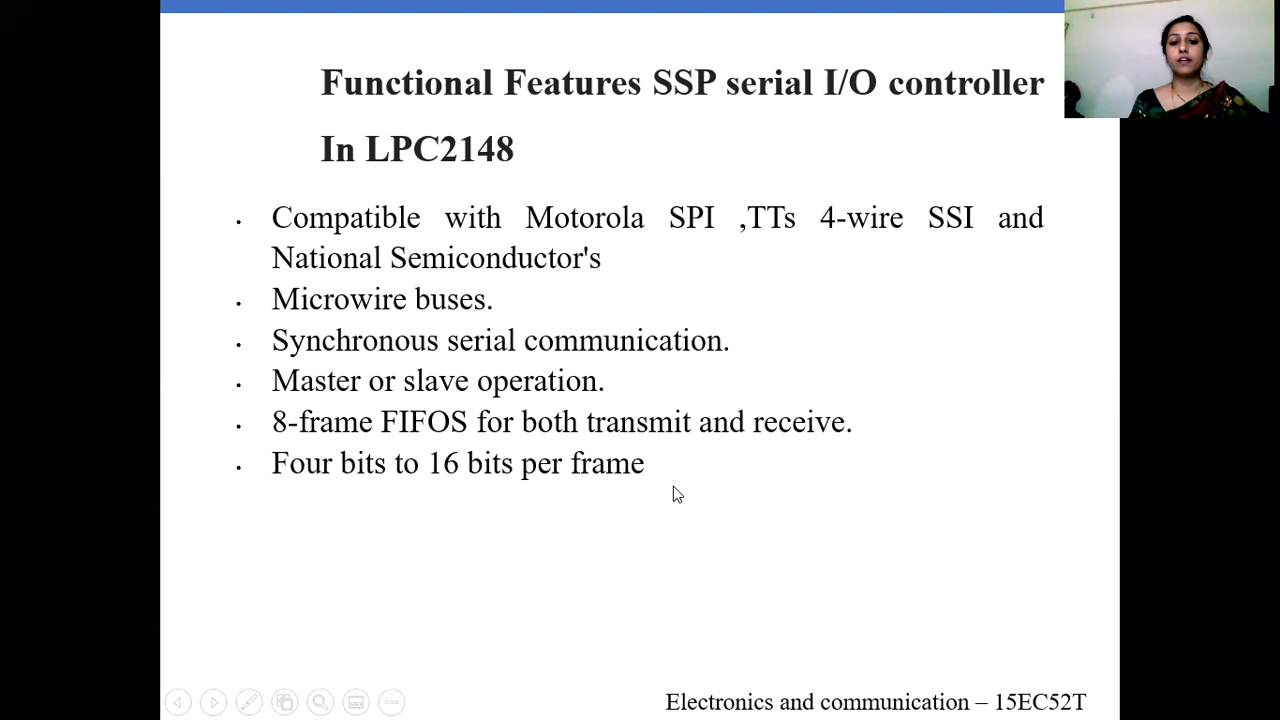 Functional Features SSP serial I/O controller
In LPC2148
• Compatible with Motorola SPI ,TTs 4-wire SSI and
National Semiconductor's
• Microwire buses.
• Synchronous serial communication.
• Master or slave operation.
• 8-frame FIFOS for both transmit and receive.
• Four bits to 16 bits per frame
Electronics and communication – 15EC52T